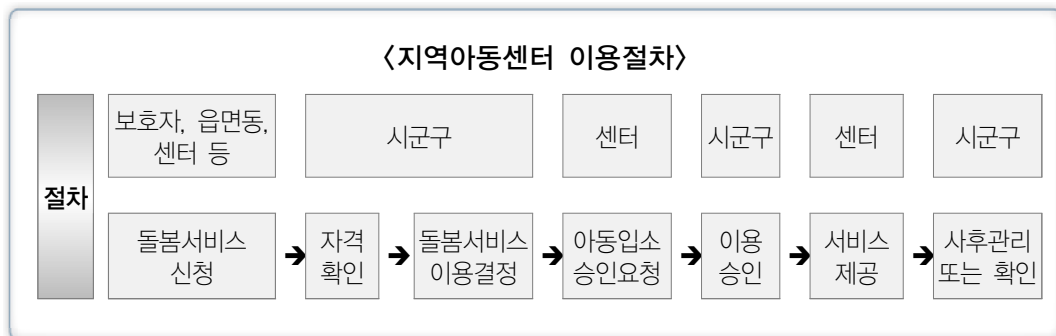 〈지역아동센터 이용절차〉
절차
보호자, 읍면동,
센터 등
시군구
센터
시군구
센터
시군구
돌봄서비스
신청
➔
자격
확인
➔
돌봄서비스
이용결정
➔
아동입소
승인요청
➔
이용
승인
➔
서비스
제공
➔
사후관리
또는 확인